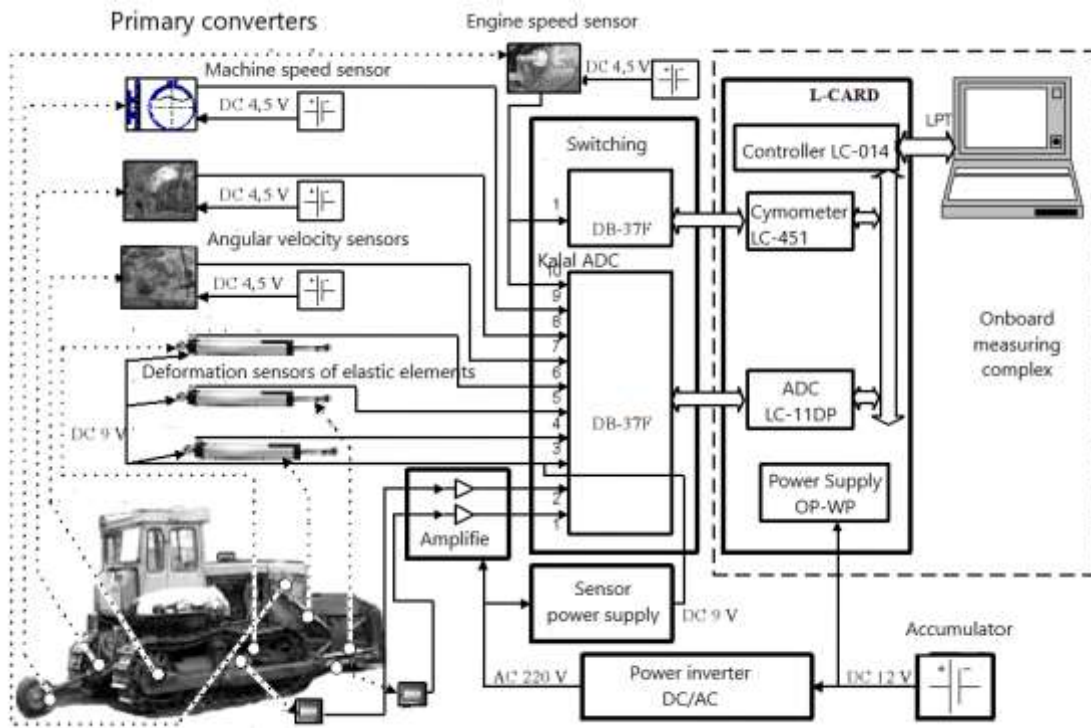 Primary converters
Engine speed sensor
DC 4,5 V
Machine speed sensor
DC 4,5 V
DC 4,5 V
Angular velocity sensors
DC 4,5 V
Deformation sensors of elastic elements
DC 9 V
Switching
1
DB-37F
Kalal ADC
10
9
8
7
6
5
4
3
2
1
DB-37F
Amplifie
Sensor
power supply
DC 9 V
AC 220 V
Power inverter
DC/AC
DC 12 V
Accumulator
L-CARD
Controller LC-014
LPT
Cymometer
LC-451
ADC
LC-11DP
Power Supply
OP-WP
Onboard
measuring
complex